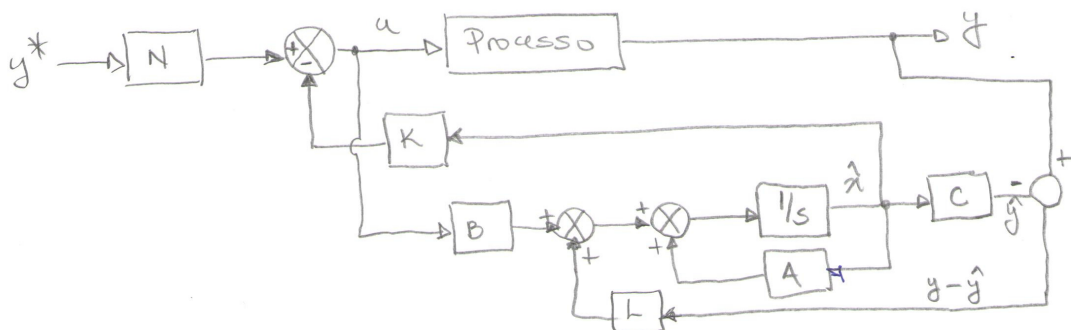 y*
N
+
-
u
Processo
y
K
B
+
+
+
+
1/s
x̂
A
C
-
ŷ
+
L
y-ŷ